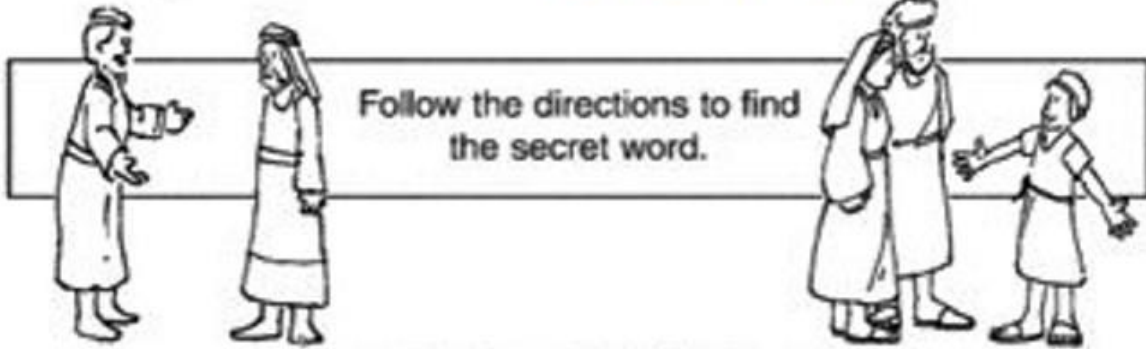 Follow the directions to find
the secret word.